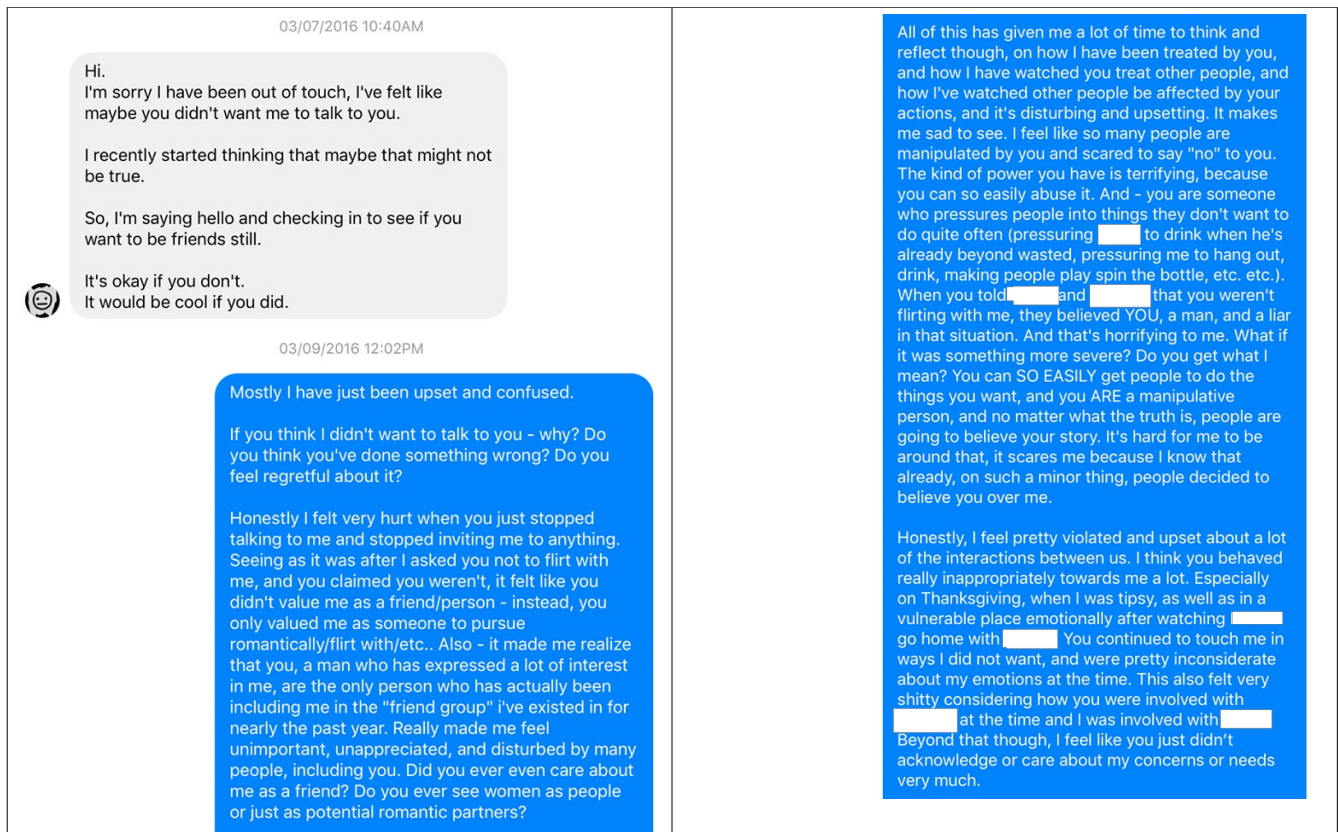 03/07/2016 10:40AM
Hi.
I'm sorry I have been out of touch, I've felt like
maybe you didn't want me to talk to you.
I recently started thinking that maybe that might not
be true.
So, I'm saying hello and checking in to see if you
want to be friends still.
It's okay if you don't.
It would be cool if you did.
03/09/2016 12:02PM
Mostly I have just been upset and confused.
If you think I didn't want to talk to you - why? Do
you think you've done something wrong? Do you
feel regretful about it?
Honestly I felt very hurt when you just stopped
talking to me and stopped inviting me to anything.
Seeing as it was after I asked you not to flirt with
me, and you claimed you weren't, it felt like you
didn't value me as a friend/person - instead, you
only valued me as someone to pursue
romantically/flirt with/etc.. Also - it made me realize
that you, a man who has expressed a lot of interest
in me, are the only person who has actually been
including me in the "friend group" i've existed in for
nearly the past year. Really made me feel
unimportant, unappreciated, and disturbed by many
people, including you. Did you ever even care about
me as a friend? Do you ever see women as people
or just as potential romantic partners?
All of this has given me a lot of time to think and
reflect though, on how I have been treated by you,
and how I have watched you treat other people, and
how I've watched other people be affected by your
actions, and it's disturbing and upsetting. It makes
me sad to see. I feel like so many people are
manipulated by you and scared to say "no" to you.
The kind of power you have is terrifying, because
you can so easily abuse it. And - you are someone
who pressures people into things they don't want to
do quite often (pressuring to drink when he's
already beyond wasted, pressuring me to hang out,
drink, making people play spin the bottle, etc. etc.).
When you told and that you weren't
flirting with me, they believed YOU, a man, and a liar
in that situation. And that's horrifying to me. What if
it was something more severe? Do you get what I
mean? You can SO EASILY get people to do the
things you want, and you ARE a manipulative
person, and no matter what the truth is, people are
going to believe your story. It's hard for me to be
around that, it scares me because I know that
already, on such a minor thing, people decided to
believe you over me.
Honestly, I feel pretty violated and upset about a lot
of the interactions between us. I think you behaved
really inappropriately towards me a lot. Especially
on Thanksgiving, when I was tipsy, as well as in a
vulnerable place emotionally after watching
go home with You continued to touch me in
ways I did not want, and were pretty inconsiderate
about my emotions at the time. This also felt very
shitty considering how you were involved with
at the time and I was involved with
Beyond that though, I feel like you just didn’t
acknowledge or care about my concerns or needs
very much.